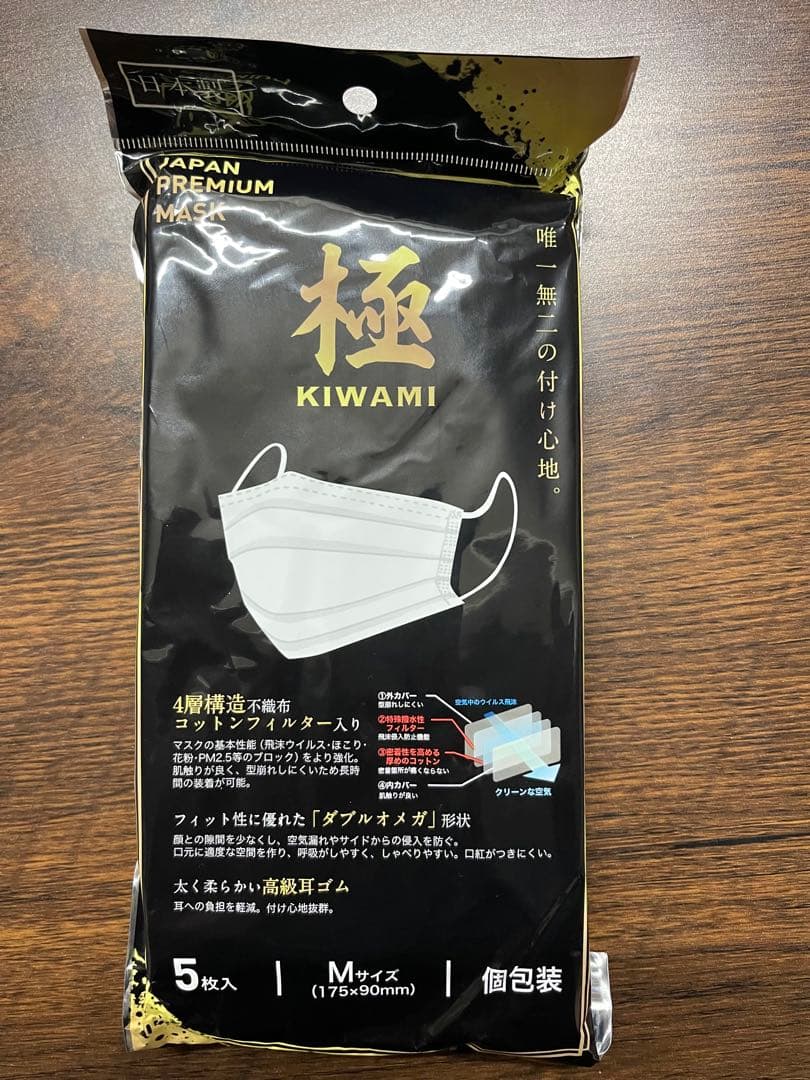 日本製
JAPAN
PREMIUM
MASK
極
KIWAMI
唯一無二の付け心地。
4層構造不織布
コットンフィルター入り
マスクの基本性能（飛沫ウイルス・ほこり・
花粉・PM2.5等のブロック）をより強化。
肌触りが良く、型崩れしにくいため長時
間の装着が可能。
①外カバー
型崩れしにくい
②特殊撥水性
フィルター
飛沫侵入防止機能
③密着性を高める
厚めのコットン
密着箇所が痛くならない
④内カバー
肌触りが良い
空気中のウイルス飛沫
クリーンな空気
フィット性に優れた「ダブルオメガ」形状
顔との隙間を少なくし、空気漏れやサイドからの侵入を防ぐ。
口元に適度な空間を作り、呼吸がしやすく、しゃべりやすい。口紅がつきにくい。
太く柔らかい高級耳ゴム
耳への負担を軽減。付け心地抜群。
5枚入
Mサイズ
（175×90mm）
個包装